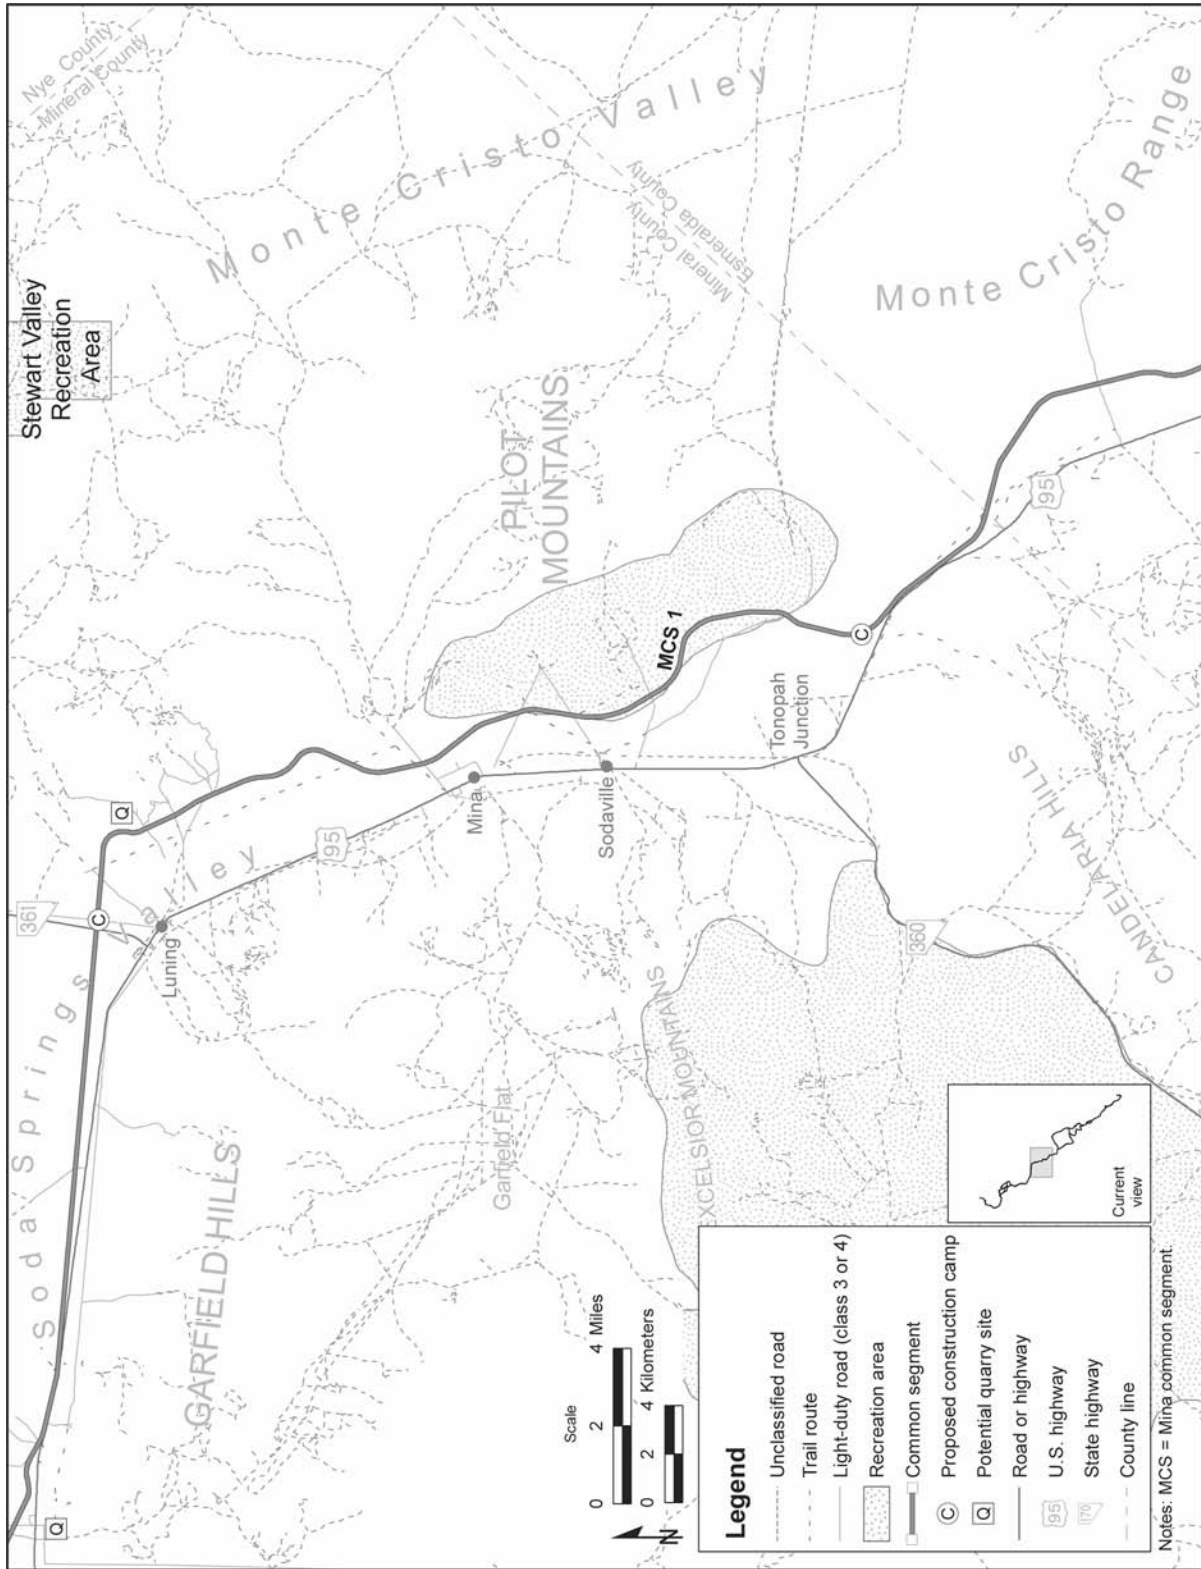 Nye County
Mineral County
Stewart Valley
Recreation
Area
Monte Cristo Valley
Mineral County
Esmeralda County
Monte Cristo Range
PILOT
MOUNTAINS
MCS 1
C
95
Tonopah
Junction
Sodaville
Mina
95
Q
361
C
Soda Springs Valley
Luning
GARFIELD HILLS
Garfield Flat
EXCELSIOR MOUNTAINS
360
CANDELARIA HILLS
Q
Scale
0 2 4 Miles
0 2 4 Kilometers
N
Legend
Unclassified road
Trail route
Light-duty road (class 3 or 4)
Recreation area
Common segment
C Proposed construction camp
Q Potential quarry site
Road or highway
95 U.S. highway
170 State highway
County line
Current
view
Notes: MCS = Mina common segment.